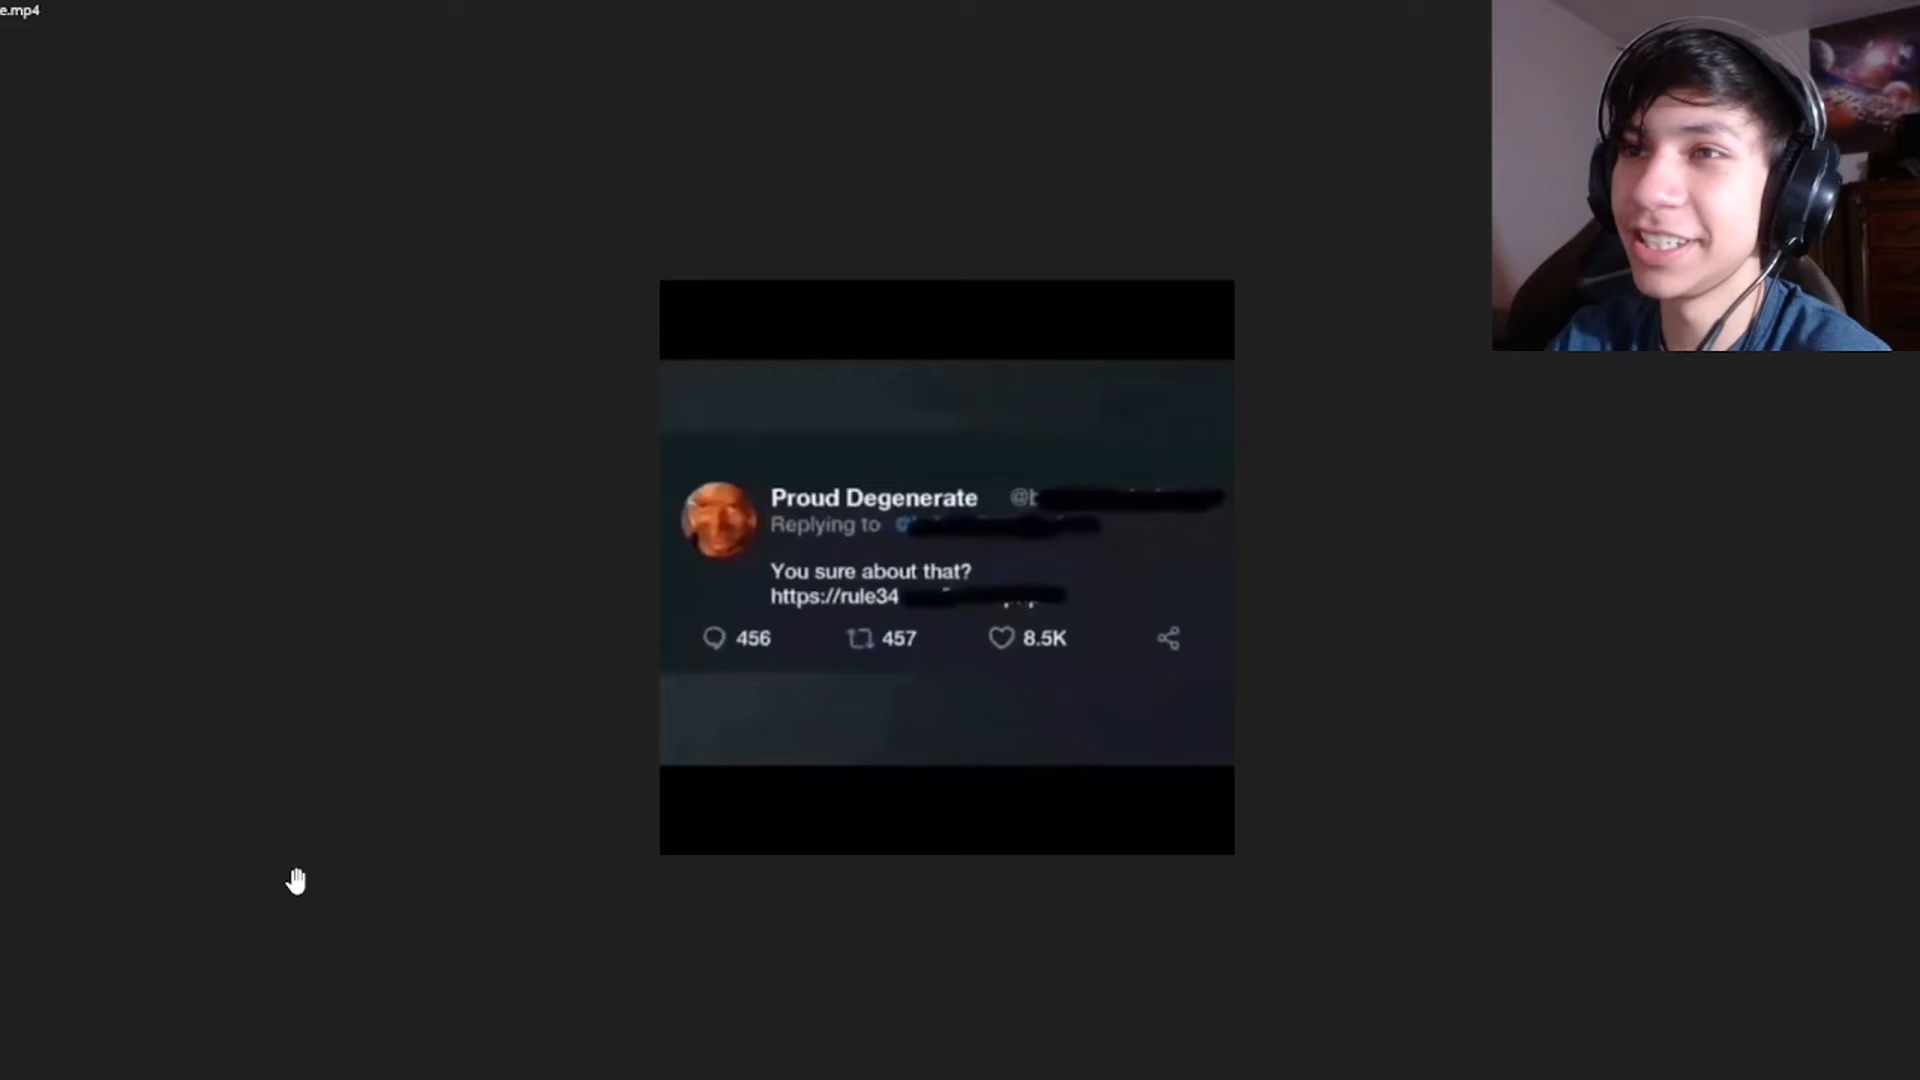 e.mp4
Proud Degenerate
Replying to
You sure about that?
https://rule34
456 457 8.5K